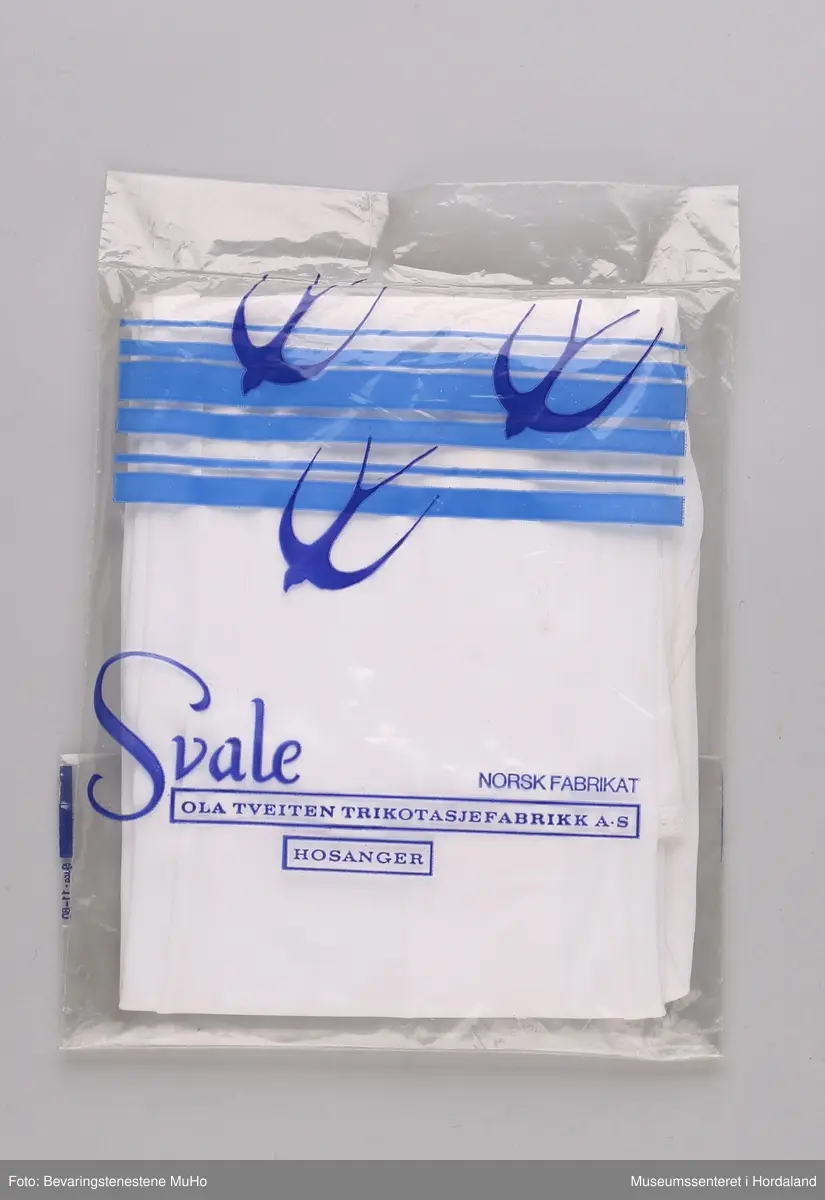 Svale
NORSK FABRIKAT
OLA TVEITEN TRIKOTASJEFABRIKK A·S
HOSANGER
Foto: Bevaringstenestene MuHo
Museumssenteret i Hordaland